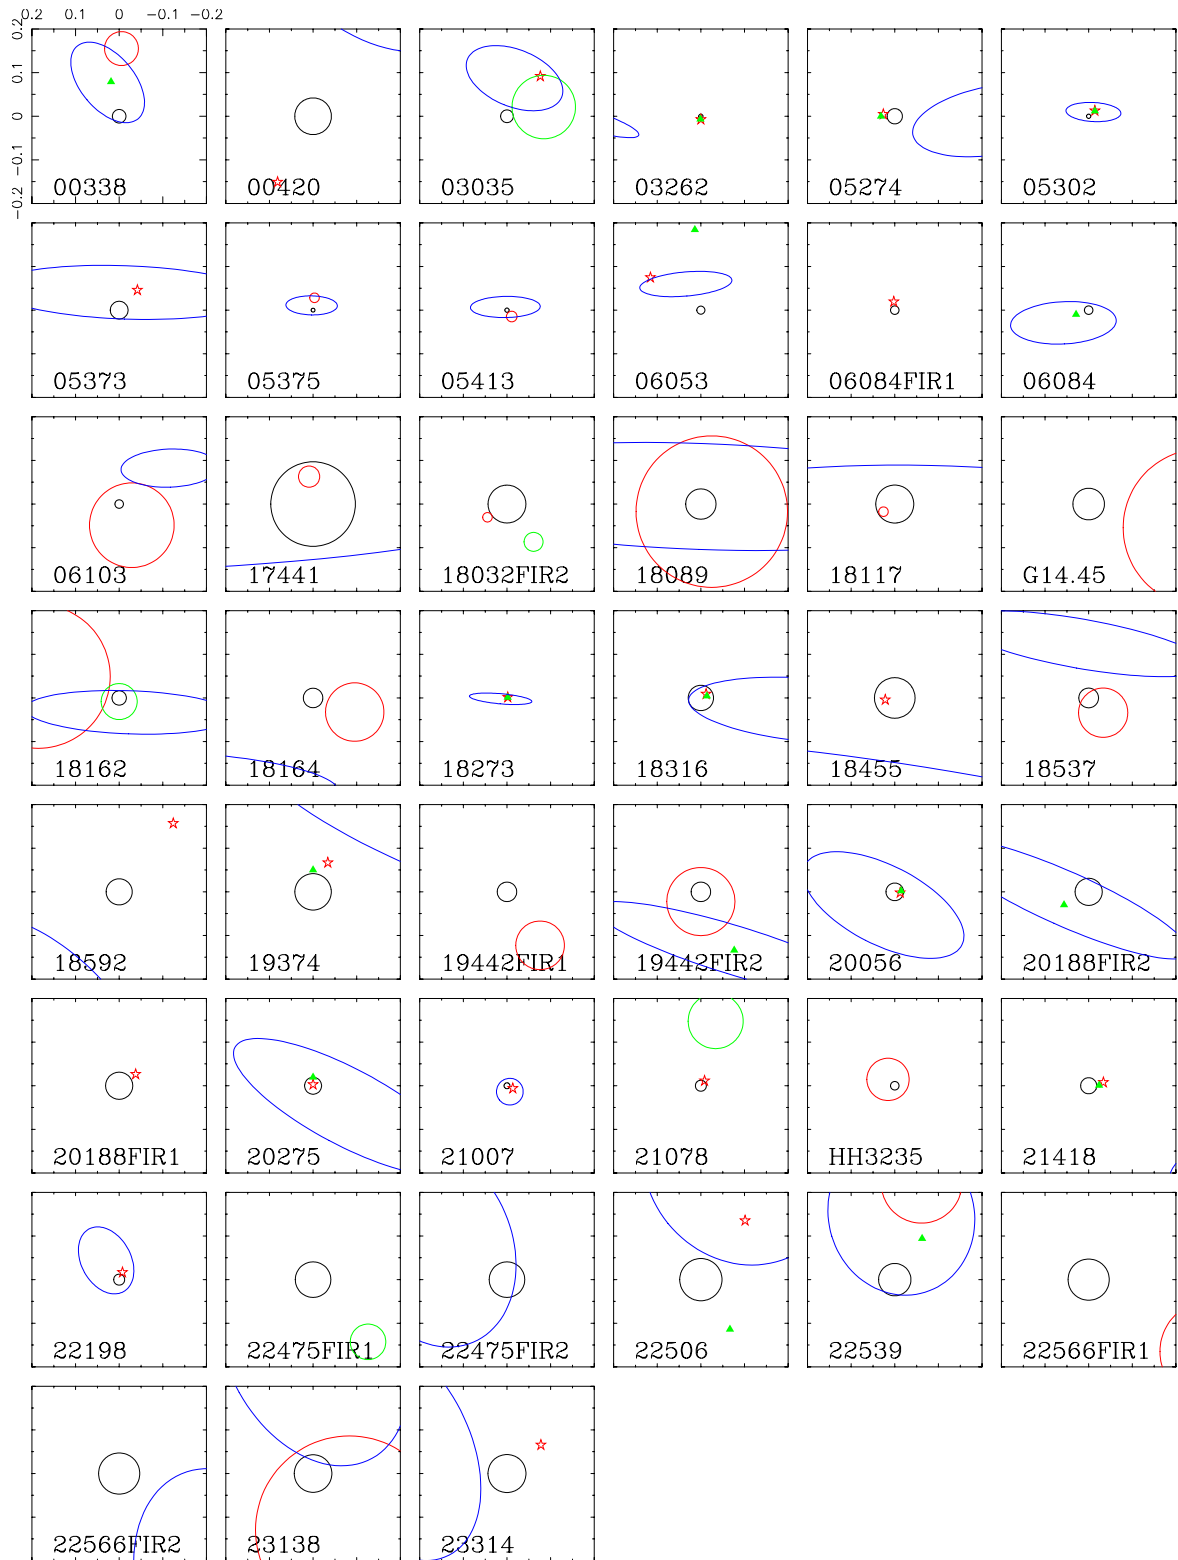 0.2 0.1 0 −0.1 −0.2
0.2
0.1
0
−0.1
−0.2
00338 00420 03035 03262 05274 05302
05373 05375 05413 06053 06084FIR1 06084
06103 17441 18032FIR2 18089 18117 G14.45
18162 18164 18273 18316 18455 18537
18592 19374 19442FIR1 19442FIR2 20056 20188FIR2
20188FIR1 20275 21007 21078 HH3235 21418
22198 22475FIR1 22475FIR2 22506 22539 22566FIR1
22566FIR2 23138 23314